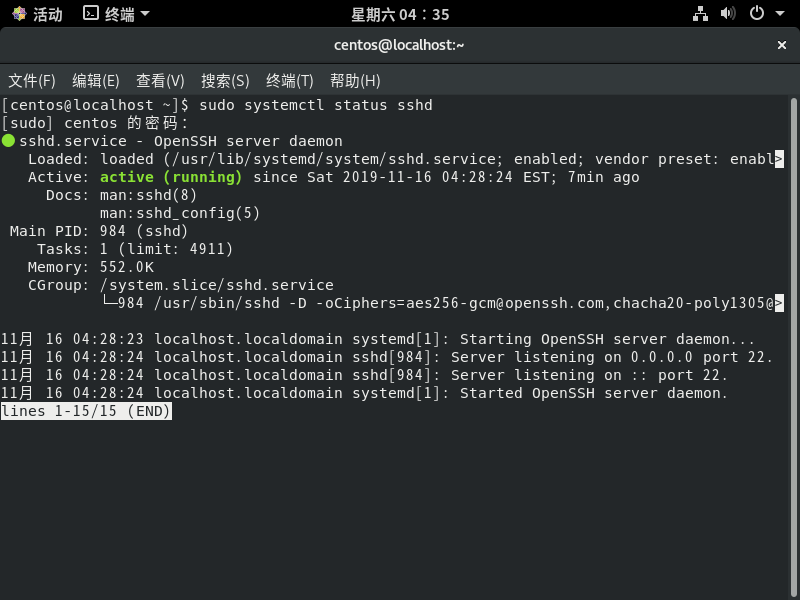 活动 终端 星期六 04：35
centos@localhost:~ ×
文件(F) 编辑(E) 查看(V) 搜索(S) 终端(T) 帮助(H)
[centos@localhost ~]$ sudo systemctl status sshd
[sudo] centos 的密码：
● sshd.service - OpenSSH server daemon
   Loaded: loaded (/usr/lib/systemd/system/sshd.service; enabled; vendor preset: enabl>
   Active: active (running) since Sat 2019-11-16 04:28:24 EST; 7min ago
     Docs: man:sshd(8)
           man:sshd_config(5)
 Main PID: 984 (sshd)
    Tasks: 1 (limit: 4911)
   Memory: 552.0K
   CGroup: /system.slice/sshd.service
           └─984 /usr/sbin/sshd -D -oCiphers=aes256-gcm@openssh.com,chacha20-poly1305@>
11月 16 04:28:23 localhost.localdomain systemd[1]: Starting OpenSSH server daemon...
11月 16 04:28:24 localhost.localdomain sshd[984]: Server listening on 0.0.0.0 port 22.
11月 16 04:28:24 localhost.localdomain sshd[984]: Server listening on :: port 22.
11月 16 04:28:24 localhost.localdomain systemd[1]: Started OpenSSH server daemon.
lines 1-15/15 (END)